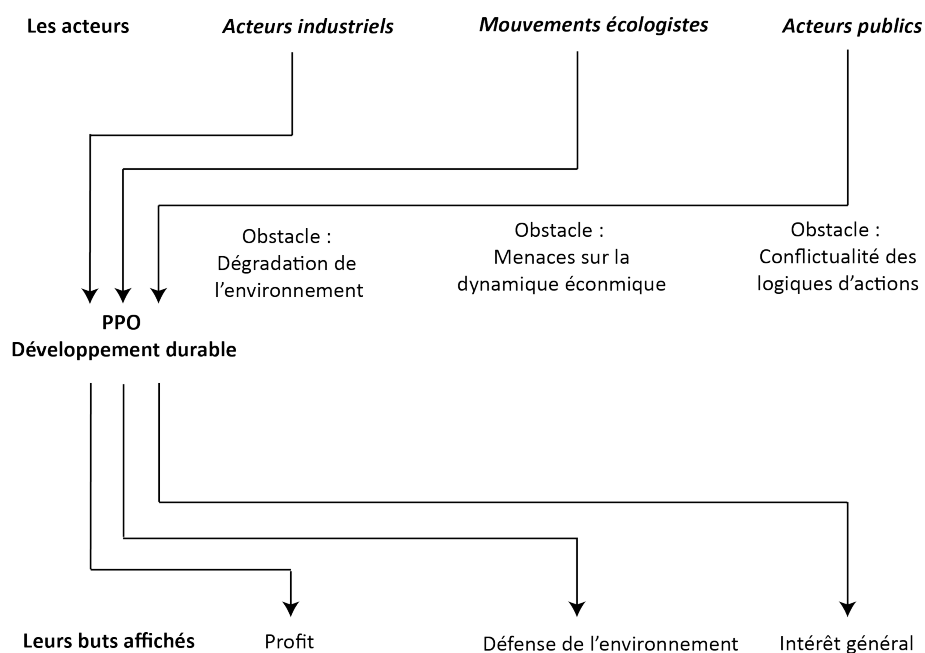 Les acteurs
Acteurs industriels
Mouvements écologistes
Acteurs publics
Obstacle :
Dégradation de
l'environnement
Obstacle :
Menaces sur la
dynamique éconmique
Obstacle :
Conflictualité des
logiques d'actions
PPO
Développement durable
Leurs buts affichés
Profit
Défense de l'environnement
Intérêt général